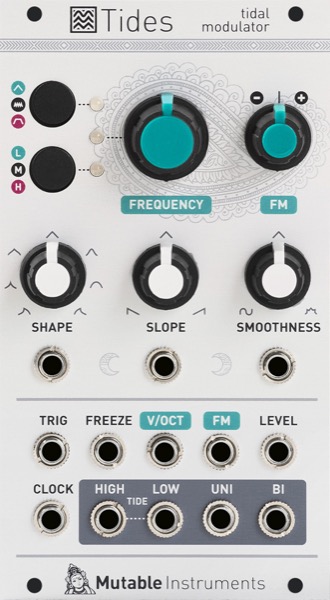 Tides
tidal
modulator
L
M
H
FREQUENCY
FM
SHAPE SLOPE SMOOTHNESS
TRIG FREEZE V/OCT FM LEVEL
CLOCK HIGH LOW UNI BI
TIDE
Mutable Instruments